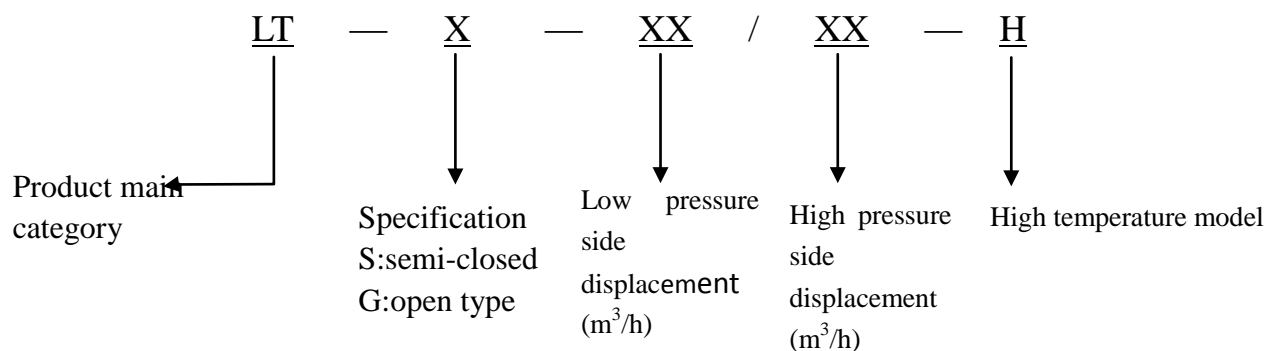 LT — X — XX / XX — H
Product main
category
Specification
S:semi-closed
G:open type
Low pressure
side
displacement
(m³/h)
High pressure
side
displacement
(m³/h)
High temperature model